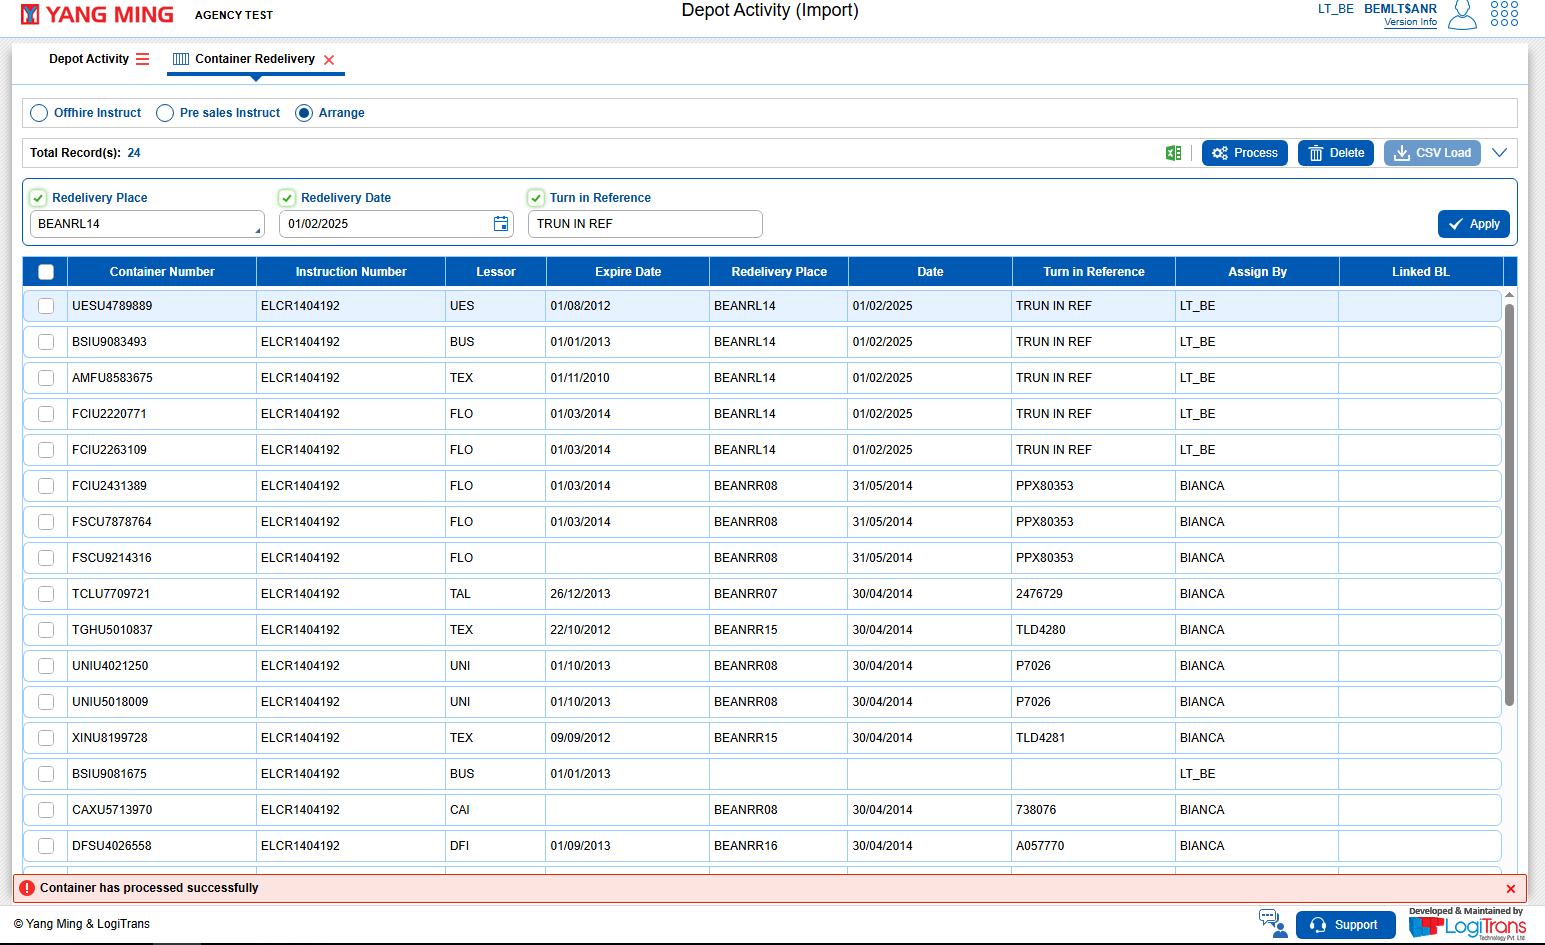 YANG MING AGENCY TEST Depot Activity (Import) LT_BE BEMLT$ANR
Version Info
Depot Activity Container Redelivery
Offhire Instruct Pre sales Instruct Arrange
Total Record(s): 24 Process Delete CSV Load
Redelivery Place Redelivery Date Turn in Reference
BEANRL14 01/02/2025 TRUN IN REF Apply
Container Number Instruction Number Lessor Expire Date Redelivery Place Date Turn in Reference Assign By Linked BL
UESU4789889 ELCR1404192 UES 01/08/2012 BEANRL14 01/02/2025 TRUN IN REF LT_BE
BSIU9083493 ELCR1404192 BUS 01/01/2013 BEANRL14 01/02/2025 TRUN IN REF LT_BE
AMFU8583675 ELCR1404192 TEX 01/11/2010 BEANRL14 01/02/2025 TRUN IN REF LT_BE
FCIU2220771 ELCR1404192 FLO 01/03/2014 BEANRL14 01/02/2025 TRUN IN REF LT_BE
FCIU2263109 ELCR1404192 FLO 01/03/2014 BEANRL14 01/02/2025 TRUN IN REF LT_BE
FCIU2431389 ELCR1404192 FLO 01/03/2014 BEANRR08 31/05/2014 PPX80353 BIANCA
FSCU7878764 ELCR1404192 FLO 01/03/2014 BEANRR08 31/05/2014 PPX80353 BIANCA
FSCU9214316 ELCR1404192 FLO BEANRR08 31/05/2014 PPX80353 BIANCA
TCLU7709721 ELCR1404192 TAL 26/12/2013 BEANRR07 30/04/2014 2476729 BIANCA
TGHU5010837 ELCR1404192 TEX 22/10/2012 BEANRR15 30/04/2014 TLD4280 BIANCA
UNIU4021250 ELCR1404192 UNI 01/10/2013 BEANRR08 30/04/2014 P7026 BIANCA
UNIU5018009 ELCR1404192 UNI 01/10/2013 BEANRR08 30/04/2014 P7026 BIANCA
XINU8199728 ELCR1404192 TEX 09/09/2012 BEANRR15 30/04/2014 TLD4281 BIANCA
BSIU9081675 ELCR1404192 BUS 01/01/2013 LT_BE
CAXU5713970 ELCR1404192 CAI BEANRR08 30/04/2014 738076 BIANCA
DFSU4026558 ELCR1404192 DFI 01/09/2013 BEANRR16 30/04/2014 A057770 BIANCA
Container has processed successfully
© Yang Ming & LogiTrans Support Developed & Maintained by
LogiTrans
Technology Pvt. Ltd.